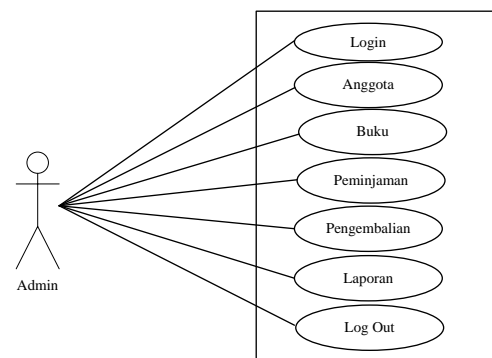 Login
Anggota
Buku
Peminjaman
Pengembalian
Laporan
Log Out
Admin